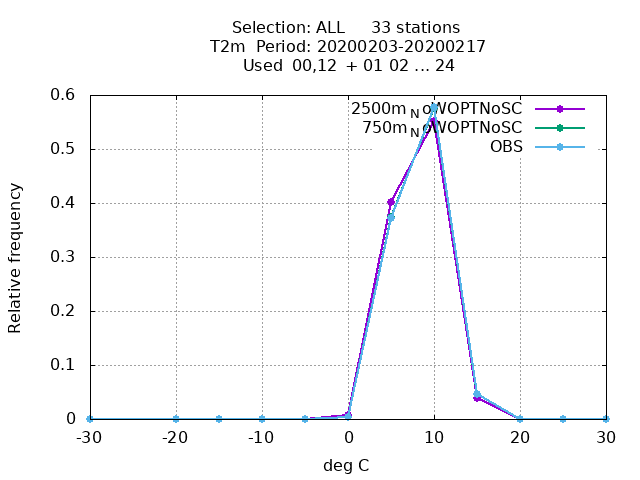 Selection: ALL 33 stations
T2m Period: 20200203-20200217
Used 00,12 + 01 02 ... 24
2500m_NoWOPTNoSC
750m_NoWOPTNoSC
OBS
0.6
0.5
0.4
0.3
0.2
0.1
0
Relative frequency
-30 -20 -10 0 10 20 30
deg C